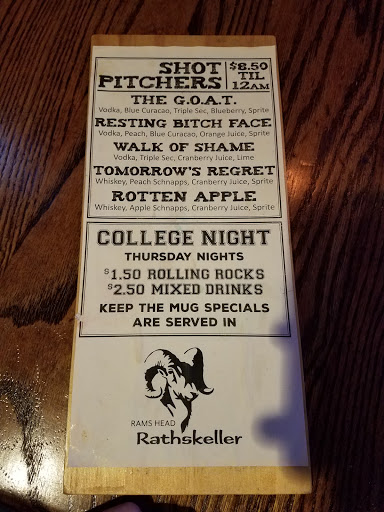 SHOT
PITCHERS
$8.50
TIL
12AM
THE G.O.A.T.
Vodka, Blue Curacao, Triple Sec, Blueberry, Sprite
RESTING BITCH FACE
Vodka, Peach, Blue Curacao, Orange Juice, Sprite
WALK OF SHAME
Vodka, Triple Sec, Cranberry Juice, Lime
TOMORROW'S REGRET
Whiskey, Peach Schnapps, Cranberry Juice, Sprite
ROTTEN APPLE
Whiskey, Apple Schnapps, Cranberry Juice, Sprite
COLLEGE NIGHT
THURSDAY NIGHTS
$1.50 ROLLING ROCKS
$2.50 MIXED DRINKS
KEEP THE MUG SPECIALS
ARE SERVED IN
RAMS HEAD
Rathskeller